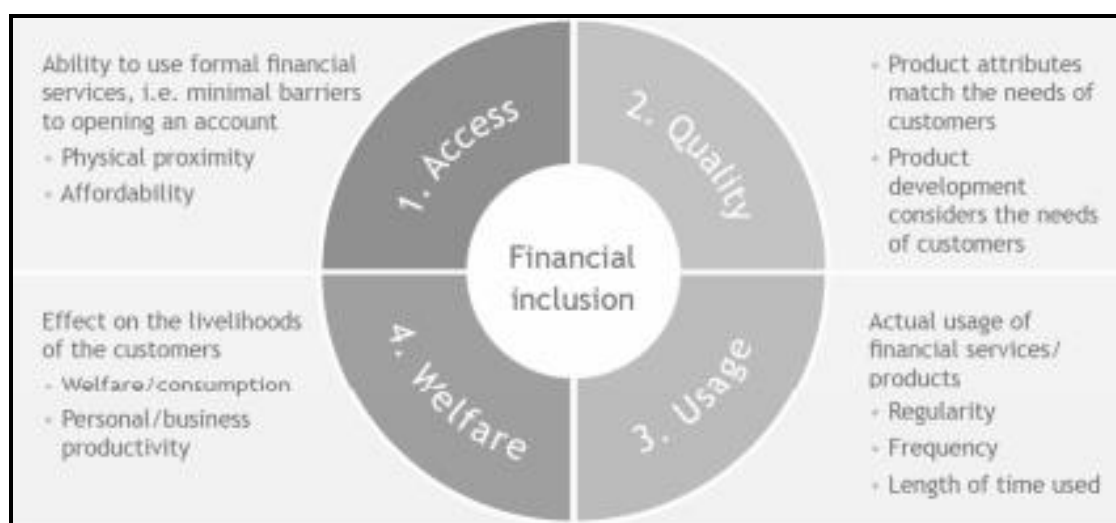 Ability to use formal financial
services, i.e. minimal barriers
to opening an account
• Physical proximity
• Affordability
1. Access
2. Quality
• Product attributes
match the needs of
customers
• Product
development
considers the needs
of customers
Financial
inclusion
Effect on the livelihoods
of the customers
• Welfare/consumption
• Personal/business
productivity
4. Welfare
3. Usage
Actual usage of
financial services/
products
• Regularity
• Frequency
• Length of time used